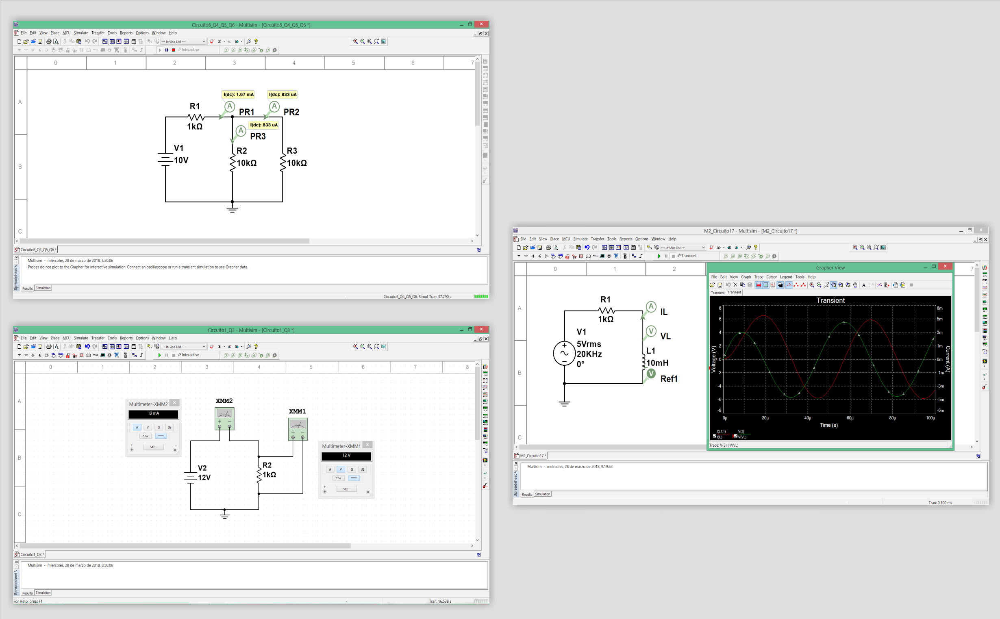 Circuito6_Q4_Q5_Q6 - Multisim - [Circuito6_Q4_Q5_Q6 *]
File Edit View Place MCU Simulate Transfer Tools Reports Options Window Help
--- In-Use List ---
Interactive
0 1 2 3 4 5 6 7
A
B
C
I(dc): 1.67 mA
I(dc): 833 uA
A
A
R1
PR1
PR2
1kΩ
I(dc): 833 uA
A
PR3
V1
10V
R2
10kΩ
R3
10kΩ
Circuito6_Q4_Q5_Q6 *
Multisim - miércoles, 28 de marzo de 2018, 8:50:06
Probes do not plot to the Grapher for interactive simulation. Connect an oscilloscope or run a transient simulation to see Grapher data.
Spreadsheet V
Results Simulation
- Circuito6_Q4_Q5_Q6: Simul Tran: 37.290 s
Circuito1_Q3 - Multisim - [Circuito1_Q3 *]
File Edit View Place MCU Simulate Transfer Tools Reports Options Window Help
--- In-Use List ---
Interactive
0 1 2 3 4 5 6 7 8
A
B
C
XMM2
XMM1
Multimeter-XMM2
12 mA
A V Ω dB
Set...
+ -
Multimeter-XMM1
12 V
A V Ω dB
Set...
+ -
V2
12V
R2
1kΩ
Circuito1_Q3 *
Multisim - miércoles, 28 de marzo de 2018, 8:50:06
Spreadsheet V
Results Simulation
For Help, press F1 - Tran: 16.538 s
M2_Circuito17 - Multisim - [M2_Circuito17 *]
File Edit View Place MCU Simulate Transfer Tools Reports Options Window Help
--- In-Use List ---
Transient
0 1 2 7
A
B
C
R1
1kΩ
A
IL
V
VL
V1
5Vrms
20KHz
0°
L1
10mH
V
Ref1
Grapher View
File Edit View Graph Trace Cursor Legend Tools Help
Transient Transient
Transient
Voltage (V)
8
6
4
2
0
-2
-4
-6
-8
6m
5m
3m
1m
0m
-1m
-3m
-5m
-6m
Current (A)
0μ 20μ 40μ 60μ 80μ 100μ
Time (s)
I(L1:1) V(3)
I(IL) V(VL)
Trace: V(3) | V(VL)
M2_Circuito17 *
Multisim - miércoles, 28 de marzo de 2018, 9:19:53
Spreadsheet V
Results Simulation
- Tran: 0.100 ms